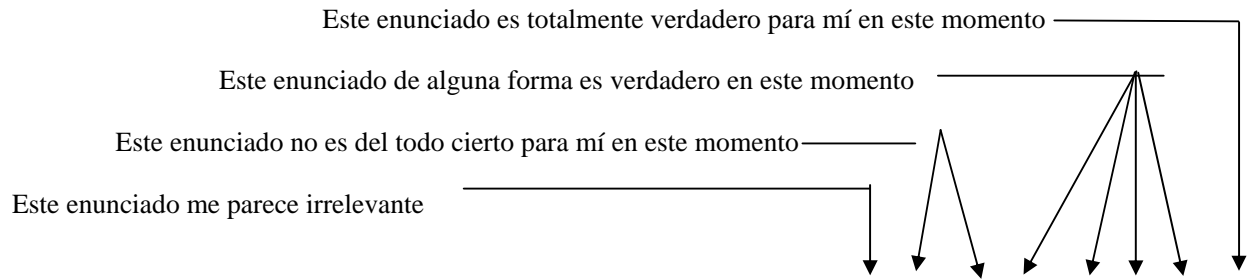 Este enunciado es totalmente verdadero para mí en este momento
Este enunciado de alguna forma es verdadero en este momento
Este enunciado no es del todo cierto para mí en este momento
Este enunciado me parece irrelevante